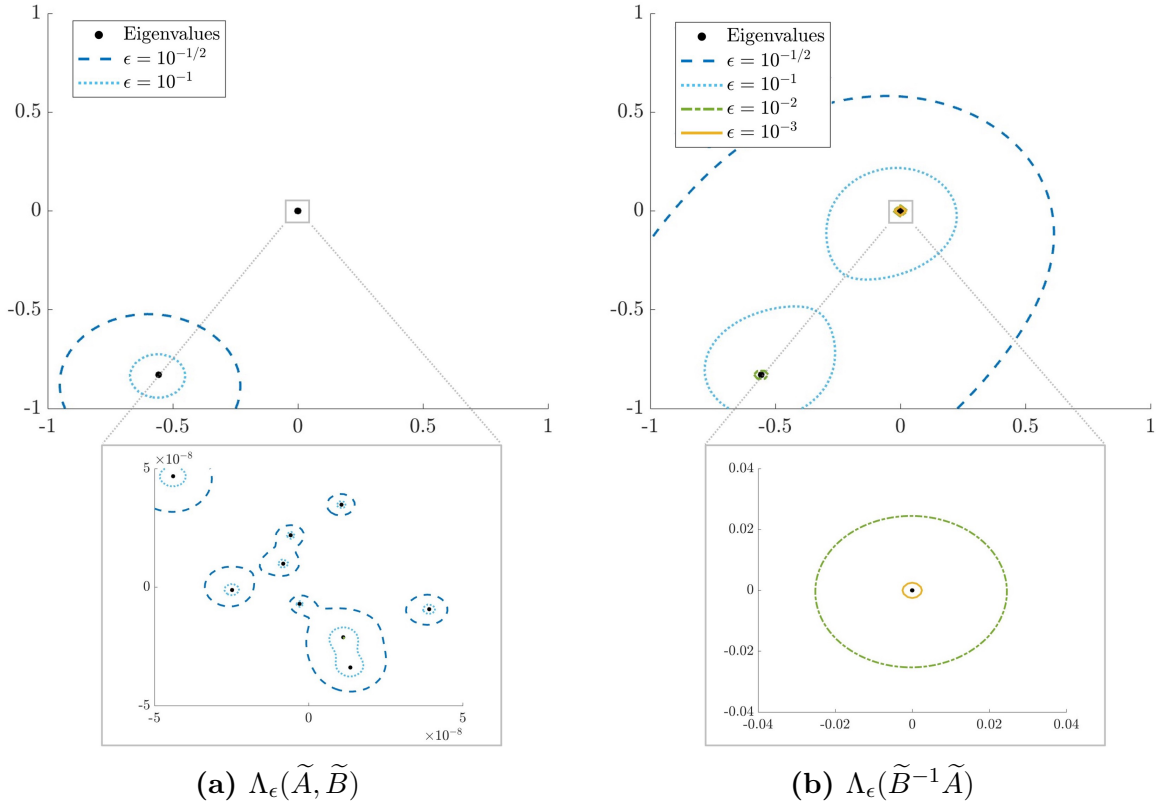 1
0.5
0
-0.5
-1
-1 -0.5 0 0.5 1
Eigenvalues
ϵ = 10^{-1/2}
ϵ = 10^{-1}
×10^{-8}
5
0
-5
-5 0 5
×10^{-8}
(a) Λ_ϵ(Ã, B̃)
1
0.5
0
-0.5
-1
-1 -0.5 0 0.5 1
Eigenvalues
ϵ = 10^{-1/2}
ϵ = 10^{-1}
ϵ = 10^{-2}
ϵ = 10^{-3}
0.04
0.02
0
-0.02
-0.04
-0.04 -0.02 0 0.02 0.04
(b) Λ_ϵ(B̃^{-1}Ã)